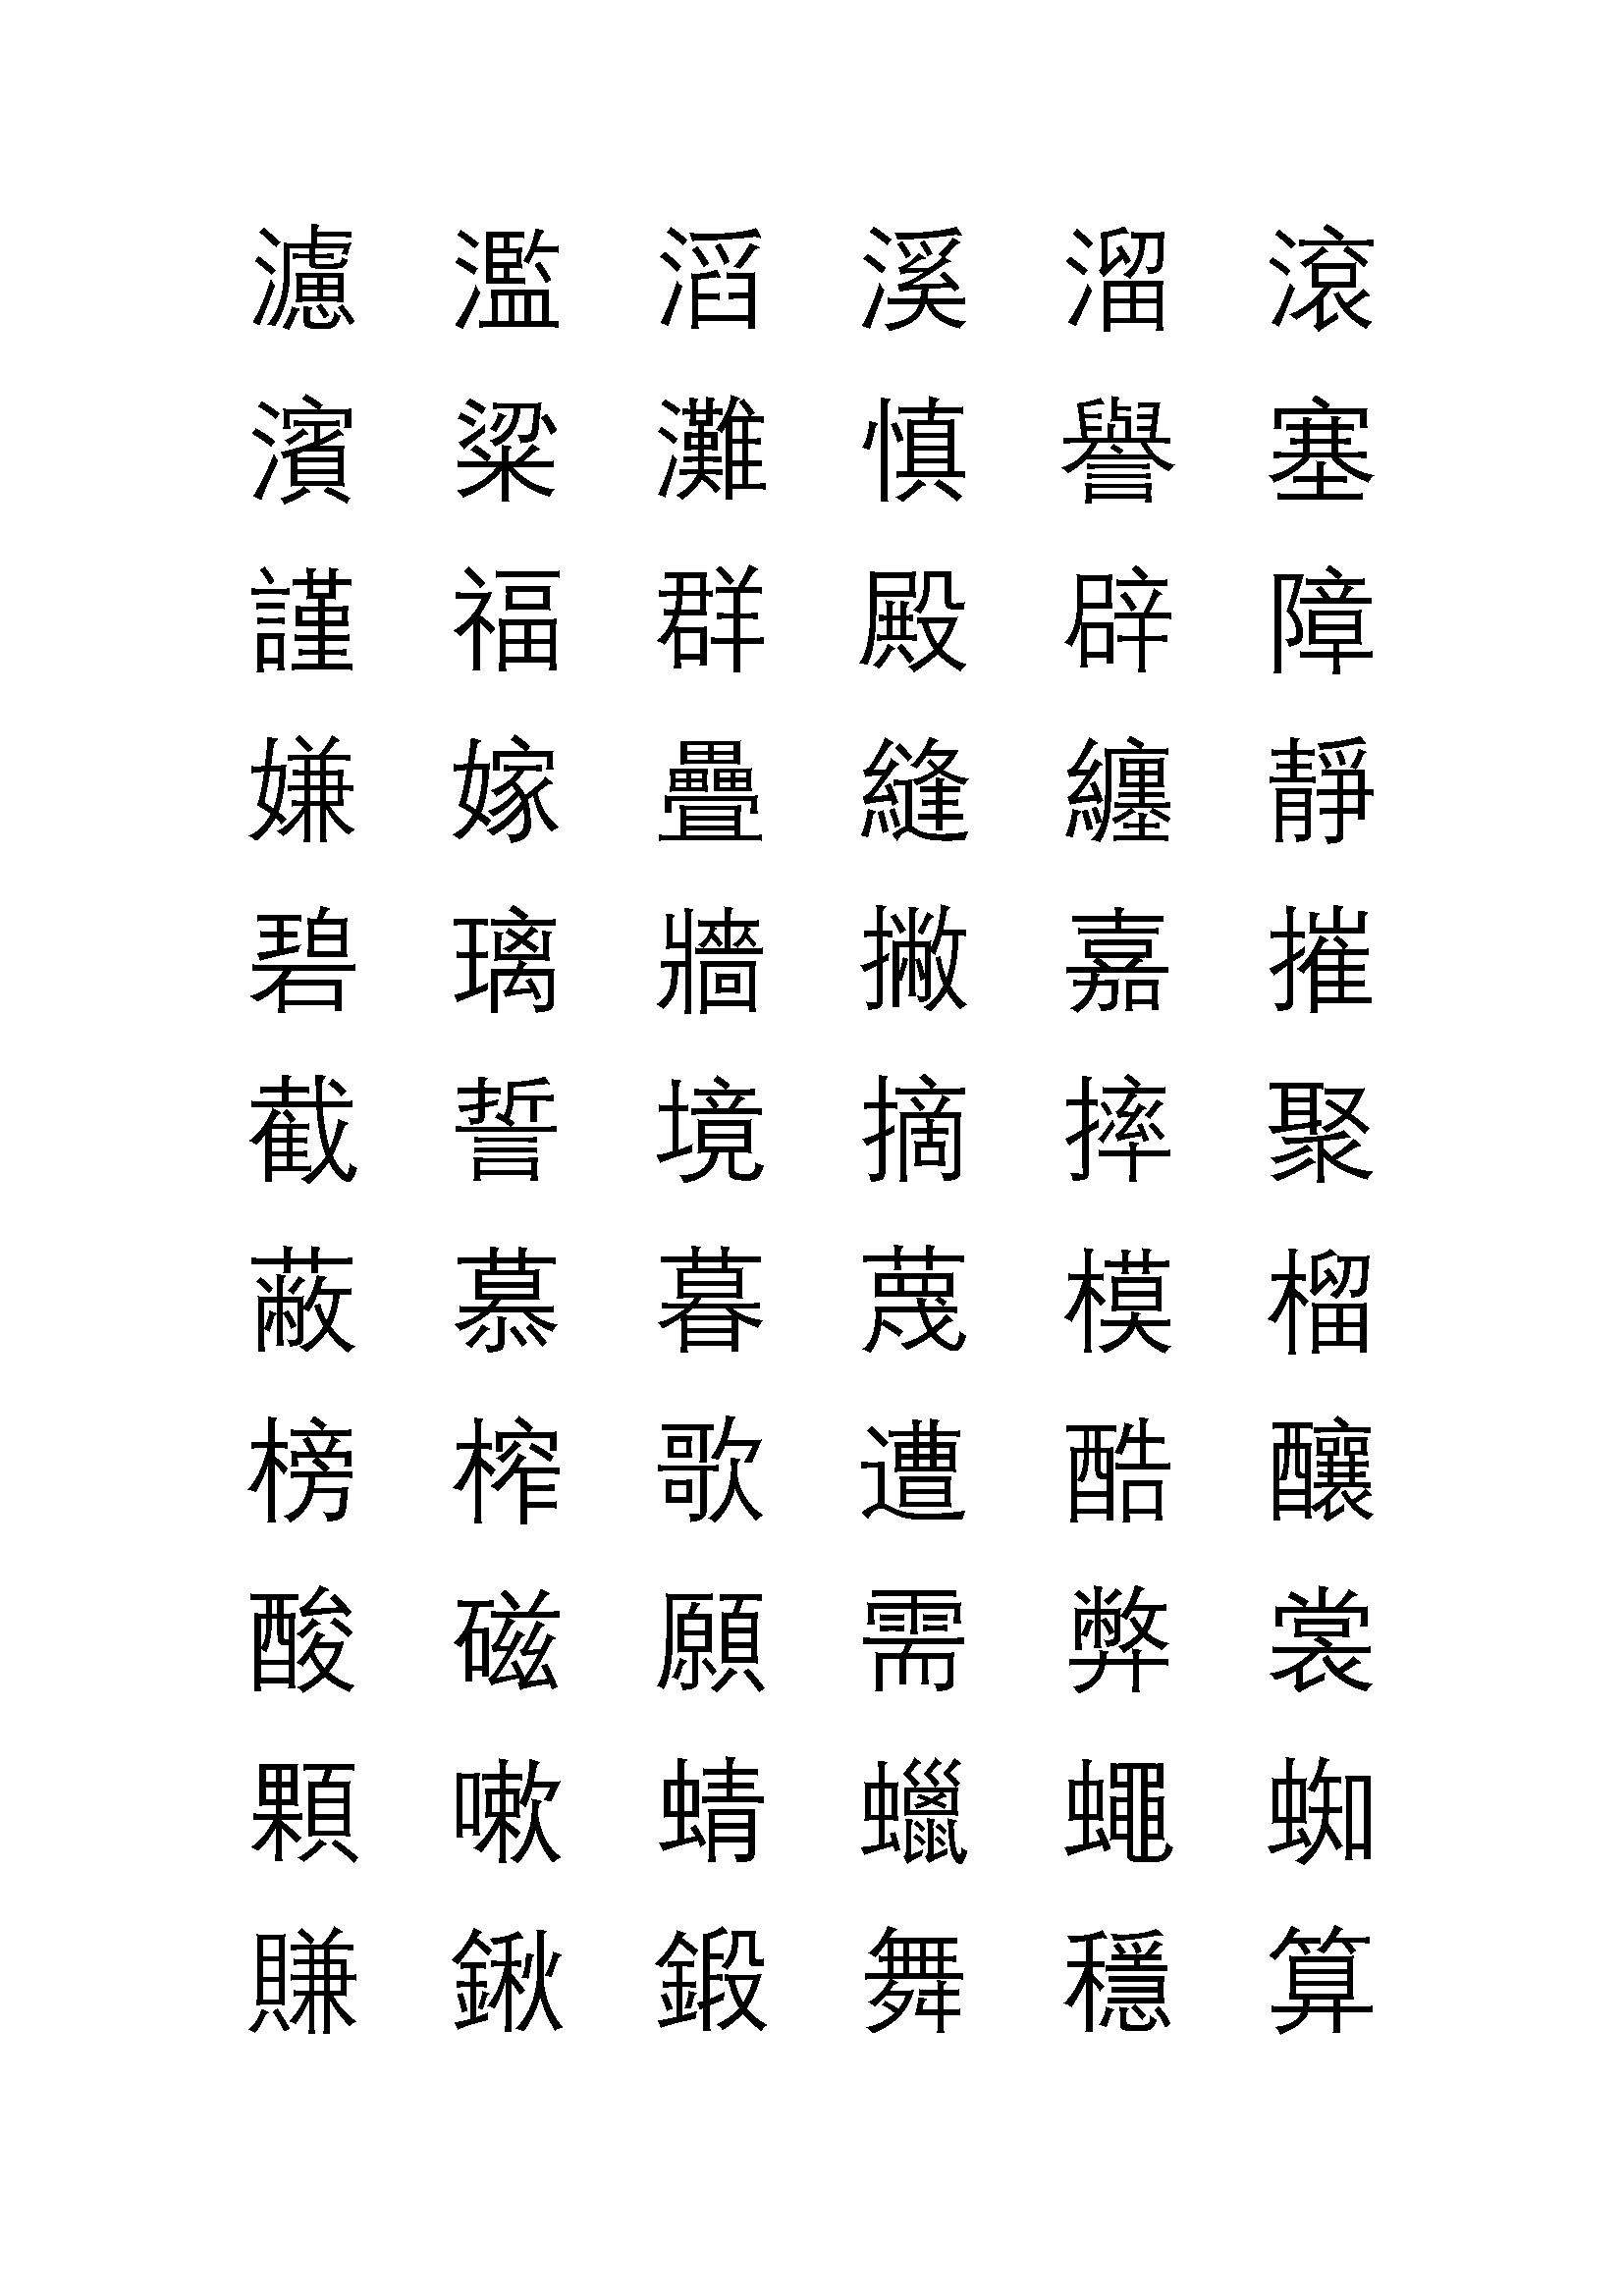 濾 濫 滔 溪 溜 滾
濱 粱 灘 慎 譽 塞
謹 福 群 殿 辟 障
嫌 嫁 疊 縫 纏 靜
碧 璃 牆 撇 嘉 摧
截 誓 境 摘 摔 聚
蔽 慕 暮 蔑 模 榴
榜 榨 歌 遭 酷 釀
酸 磁 願 需 弊 裳
顆 嗽 蜻 蠟 蠅 蜘
賺 鍬 鍛 舞 穩 算